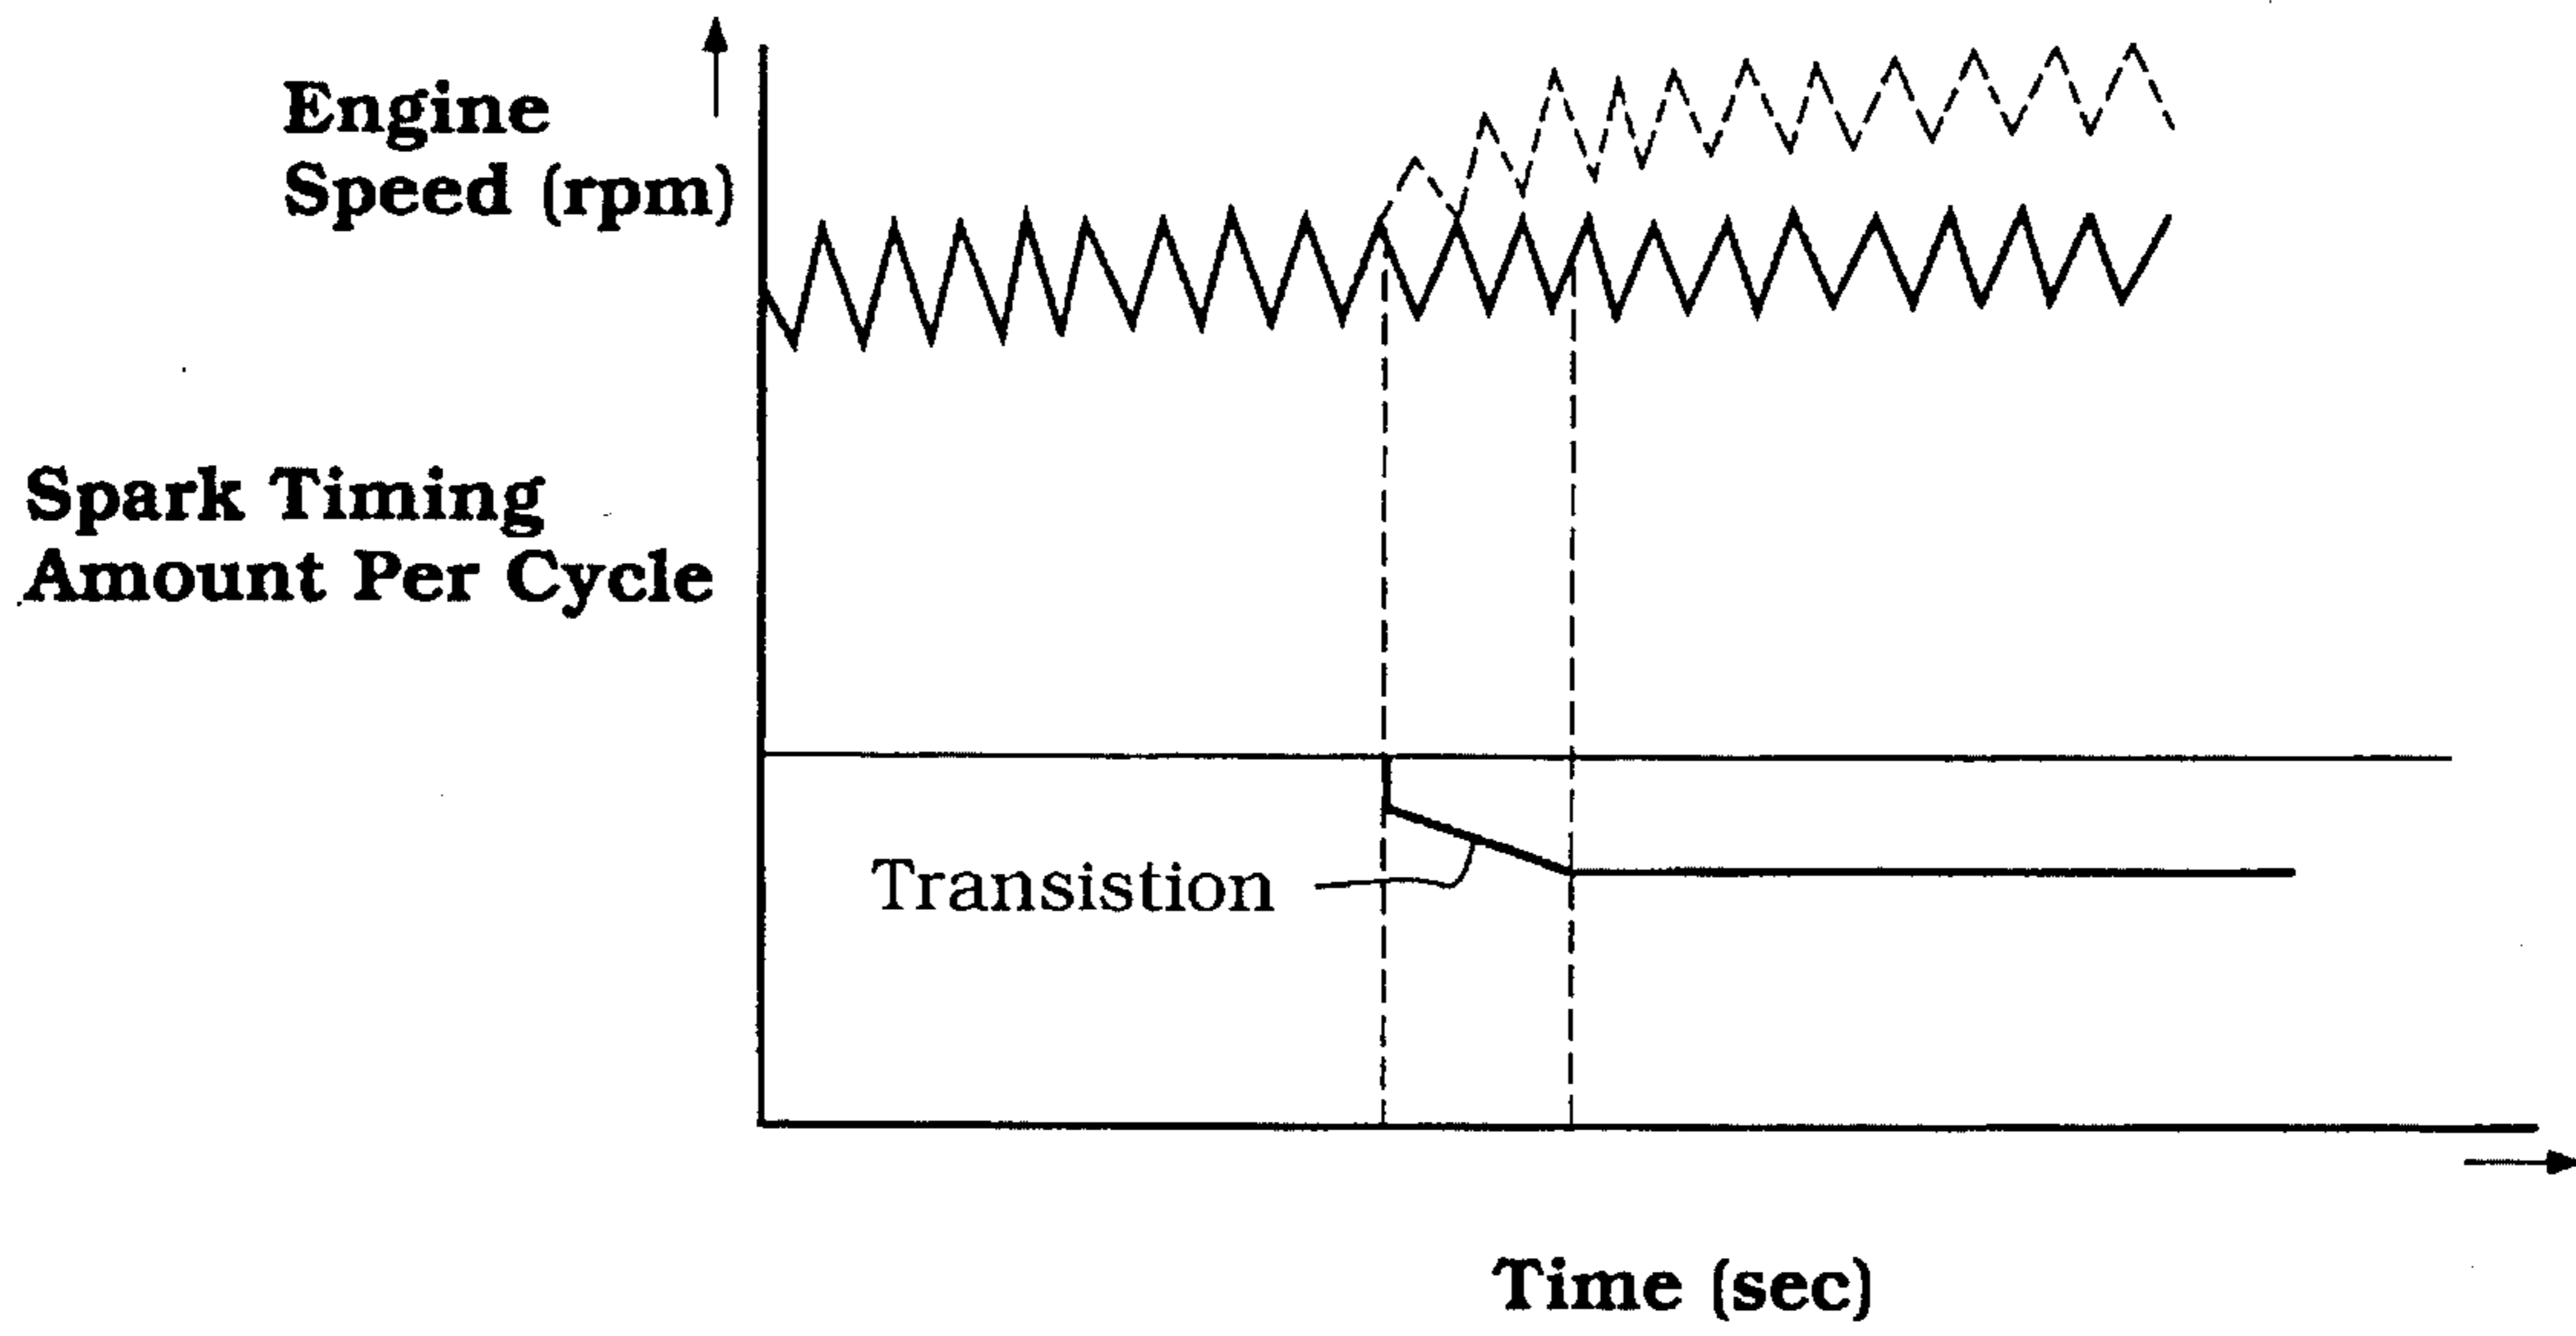 Engine
Speed (rpm)
Spark Timing
Amount Per Cycle
Transistion
Time (sec)